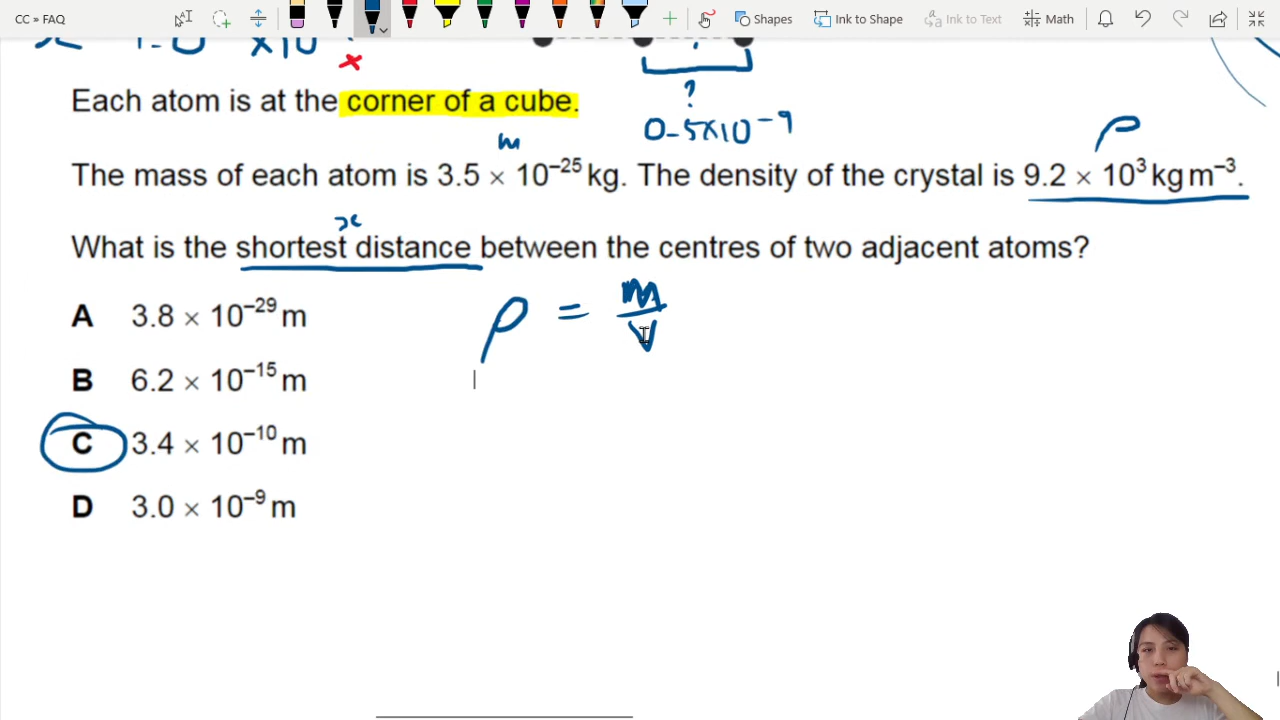 CC » FAQ Shapes Ink to Shape Ink to Text Math
Each atom is at the corner of a cube.
?
0-5×10⁻⁹
ρ
m
The mass of each atom is 3.5 × 10⁻²⁵ kg. The density of the crystal is 9.2 × 10³ kg m⁻³.
x
What is the shortest distance between the centres of two adjacent atoms?
ρ = m/V
A 3.8 × 10⁻²⁹ m
B 6.2 × 10⁻¹⁵ m
C 3.4 × 10⁻¹⁰ m
D 3.0 × 10⁻⁹ m